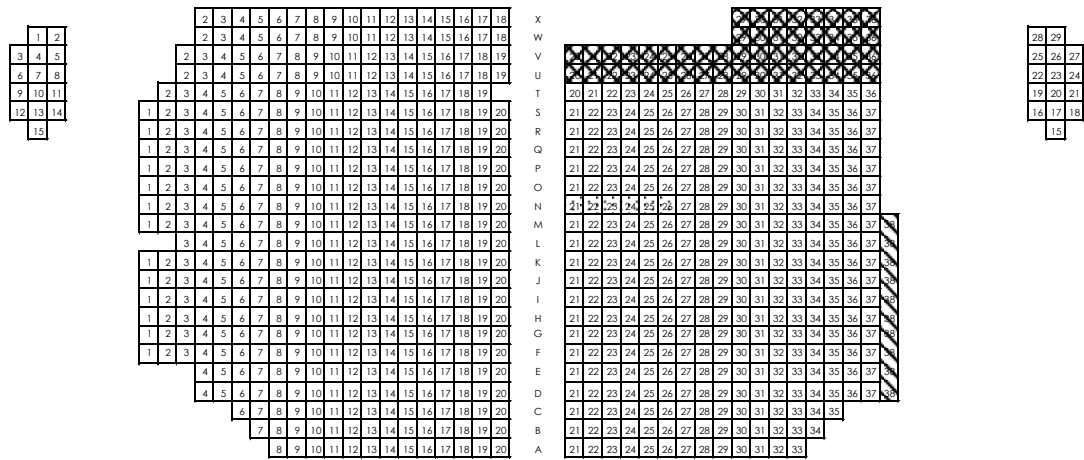 2 3 4 5 6 7 8 9 10 11 12 13 14 15 16 17 18 X
1 2 2 3 4 5 6 7 8 9 10 11 12 13 14 15 16 17 18 W 28 29
3 4 5 2 3 4 5 6 7 8 9 10 11 12 13 14 15 16 17 18 19 V 25 26 27
6 7 8 2 3 4 5 6 7 8 9 10 11 12 13 14 15 16 17 18 19 U 22 23 24
9 10 11 2 3 4 5 6 7 8 9 10 11 12 13 14 15 16 17 18 19 T 20 21 22 23 24 25 26 27 28 29 30 31 32 33 34 35 36 19 20 21
12 13 14 1 2 3 4 5 6 7 8 9 10 11 12 13 14 15 16 17 18 19 20 S 21 22 23 24 25 26 27 28 29 30 31 32 33 34 35 36 37 16 17 18
15 1 2 3 4 5 6 7 8 9 10 11 12 13 14 15 16 17 18 19 20 R 21 22 23 24 25 26 27 28 29 30 31 32 33 34 35 36 37 15
1 2 3 4 5 6 7 8 9 10 11 12 13 14 15 16 17 18 19 20 Q 21 22 23 24 25 26 27 28 29 30 31 32 33 34 35 36 37
1 2 3 4 5 6 7 8 9 10 11 12 13 14 15 16 17 18 19 20 P 21 22 23 24 25 26 27 28 29 30 31 32 33 34 35 36 37
1 2 3 4 5 6 7 8 9 10 11 12 13 14 15 16 17 18 19 20 O 21 22 23 24 25 26 27 28 29 30 31 32 33 34 35 36 37
1 2 3 4 5 6 7 8 9 10 11 12 13 14 15 16 17 18 19 20 N 21 22 23 24 25 26 27 28 29 30 31 32 33 34 35 36 37
1 2 3 4 5 6 7 8 9 10 11 12 13 14 15 16 17 18 19 20 M 21 22 23 24 25 26 27 28 29 30 31 32 33 34 35 36 37 38
3 4 5 6 7 8 9 10 11 12 13 14 15 16 17 18 19 20 L 21 22 23 24 25 26 27 28 29 30 31 32 33 34 35 36 37 38
1 2 3 4 5 6 7 8 9 10 11 12 13 14 15 16 17 18 19 20 K 21 22 23 24 25 26 27 28 29 30 31 32 33 34 35 36 37 38
1 2 3 4 5 6 7 8 9 10 11 12 13 14 15 16 17 18 19 20 J 21 22 23 24 25 26 27 28 29 30 31 32 33 34 35 36 37 38
1 2 3 4 5 6 7 8 9 10 11 12 13 14 15 16 17 18 19 20 I 21 22 23 24 25 26 27 28 29 30 31 32 33 34 35 36 37 38
1 2 3 4 5 6 7 8 9 10 11 12 13 14 15 16 17 18 19 20 H 21 22 23 24 25 26 27 28 29 30 31 32 33 34 35 36 37 38
1 2 3 4 5 6 7 8 9 10 11 12 13 14 15 16 17 18 19 20 G 21 22 23 24 25 26 27 28 29 30 31 32 33 34 35 36 37 38
1 2 3 4 5 6 7 8 9 10 11 12 13 14 15 16 17 18 19 20 F 21 22 23 24 25 26 27 28 29 30 31 32 33 34 35 36 37 38
4 5 6 7 8 9 10 11 12 13 14 15 16 17 18 19 20 E 21 22 23 24 25 26 27 28 29 30 31 32 33 34 35 36 37 38
4 5 6 7 8 9 10 11 12 13 14 15 16 17 18 19 20 D 21 22 23 24 25 26 27 28 29 30 31 32 33 34 35 36 37 38
6 7 8 9 10 11 12 13 14 15 16 17 18 19 20 C 21 22 23 24 25 26 27 28 29 30 31 32 33 34 35
7 8 9 10 11 12 13 14 15 16 17 18 19 20 B 21 22 23 24 25 26 27 28 29 30 31 32 33 34
8 9 10 11 12 13 14 15 16 17 18 19 20 A 21 22 23 24 25 26 27 28 29 30 31 32 33